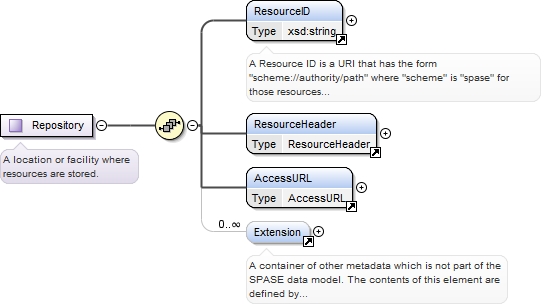 ResourceID
Type xsd:string
A Resource ID is a URI that has the form
"scheme://authority/path" where "scheme" is "spase" for
those resources...
Repository
A location or facility where
resources are stored.
ResourceHeader
Type ResourceHeader
AccessURL
Type AccessURL
0..∞
Extension
A container of other metadata which is not part of the
SPASE data model. The contents of this element are
defined by...